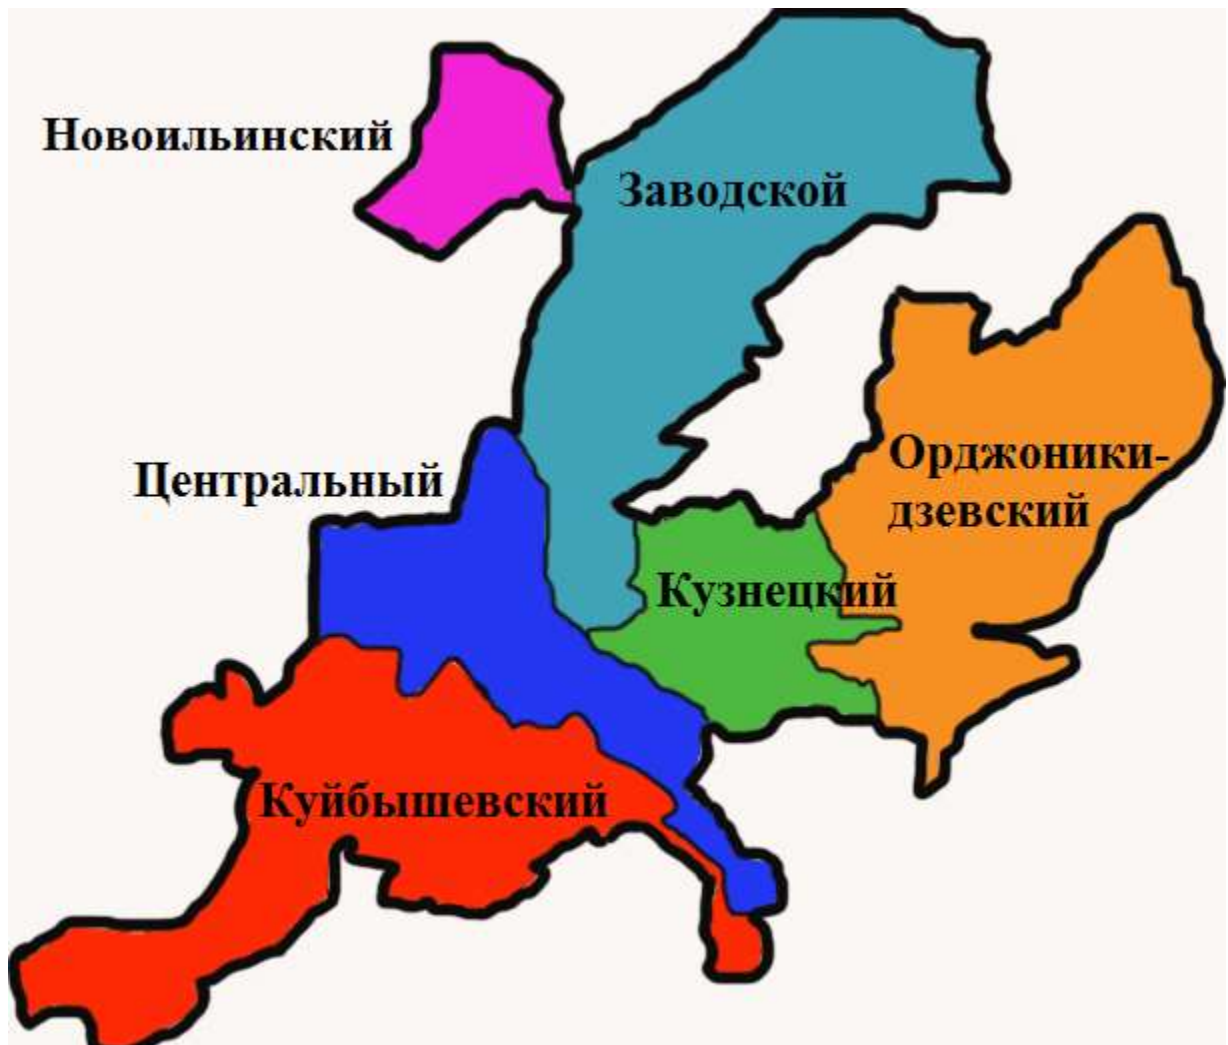 Новоильинский
Заводской
Орджоники-
дзевский
Центральный
Кузнецкий
Куйбышевский